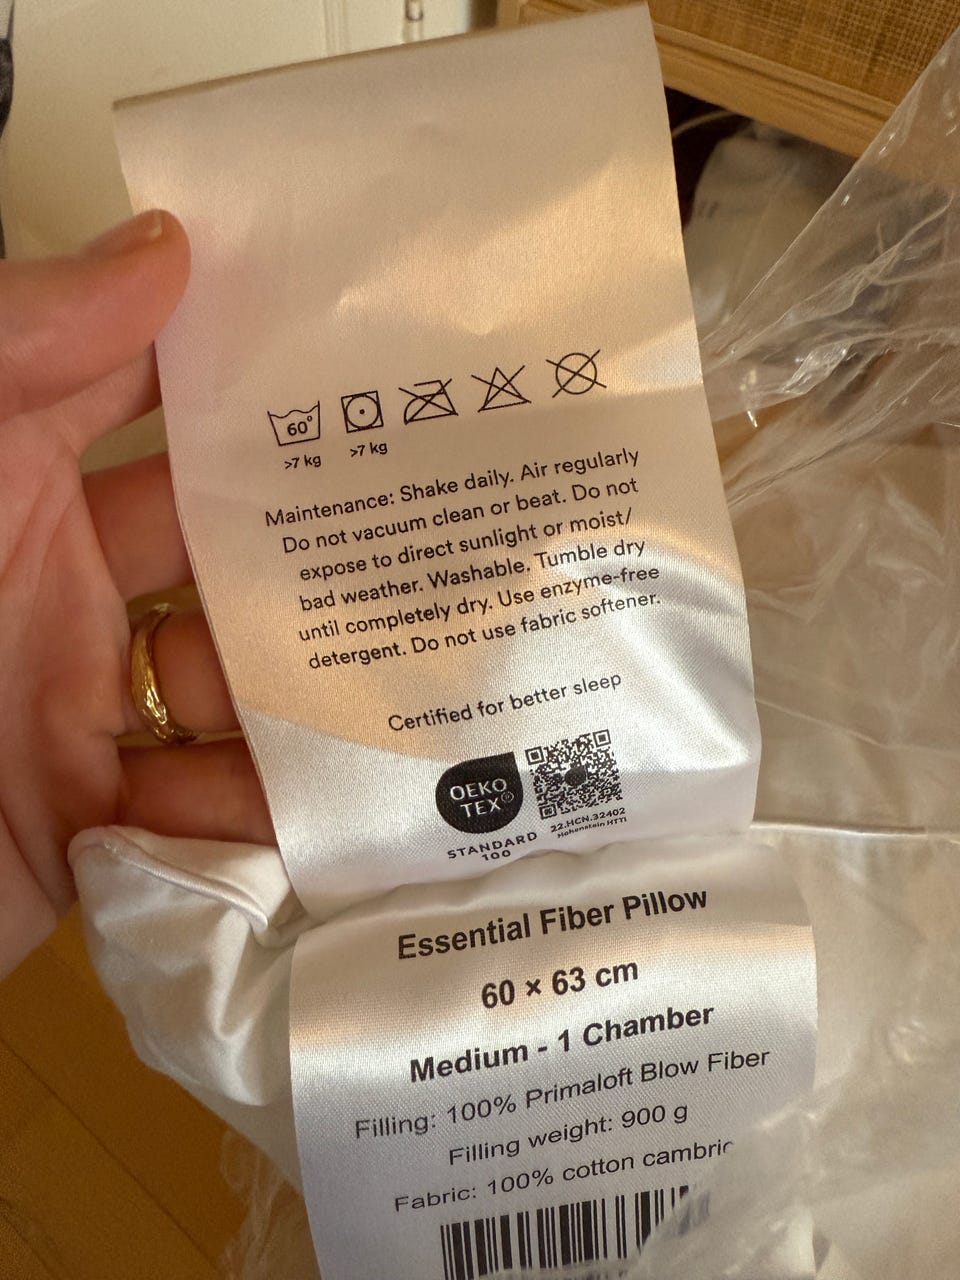 60°
>7 kg
>7 kg
Maintenance: Shake daily. Air regularly
Do not vacuum clean or beat. Do not
expose to direct sunlight or moist/
bad weather. Washable. Tumble dry
until completely dry. Use enzyme-free
detergent. Do not use fabric softener.
Certified for better sleep
OEKO
TEX®
STANDARD
100
22.HCN.32402
Hohenstein HTTI
Essential Fiber Pillow
60 × 63 cm
Medium - 1 Chamber
Filling: 100% Primaloft Blow Fiber
Filling weight: 900 g
Fabric: 100% cotton cambric